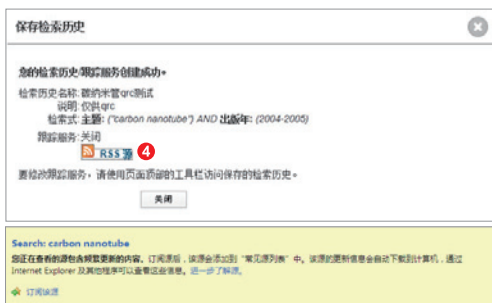 保存检索历史
您的检索历史/跟踪服务创建成功。
检索历史名称: 碳纳米管qrc测试
说明: 仅供qrc
检索式: 主题: ("carbon nanotube") AND 出版年: (2004-2005)
跟踪服务: 关闭
RSS 源 4
要修改跟踪服务，请使用页面顶部的工具栏访问保存的检索历史。
关闭
Search: carbon nanotube
您正在查看的源包含频繁更新的内容。订阅源后，该源会添加到“常见源列表”中。该源的更新信息会自动下载到计算机，通过
Internet Explorer 及其他程序可以查看这些信息。进一步了解源。
订阅该源